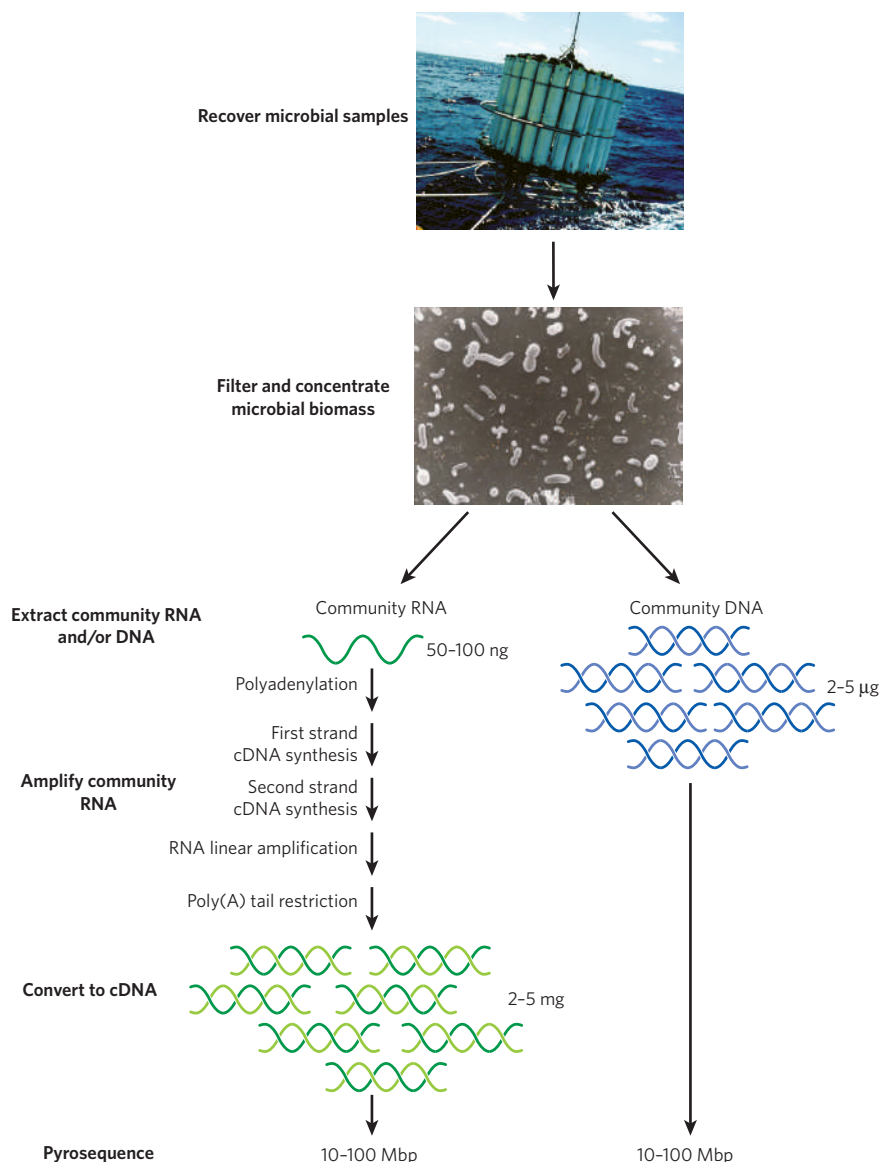 Recover microbial samples
Filter and concentrate
microbial biomass
Extract community RNA
and/or DNA
Community RNA
50–100 ng
Community DNA
2–5 μg
Polyadenylation
First strand
cDNA synthesis
Amplify community
RNA
Second strand
cDNA synthesis
RNA linear amplification
Poly(A) tail restriction
Convert to cDNA
2–5 mg
Pyrosequence
10–100 Mbp
10–100 Mbp